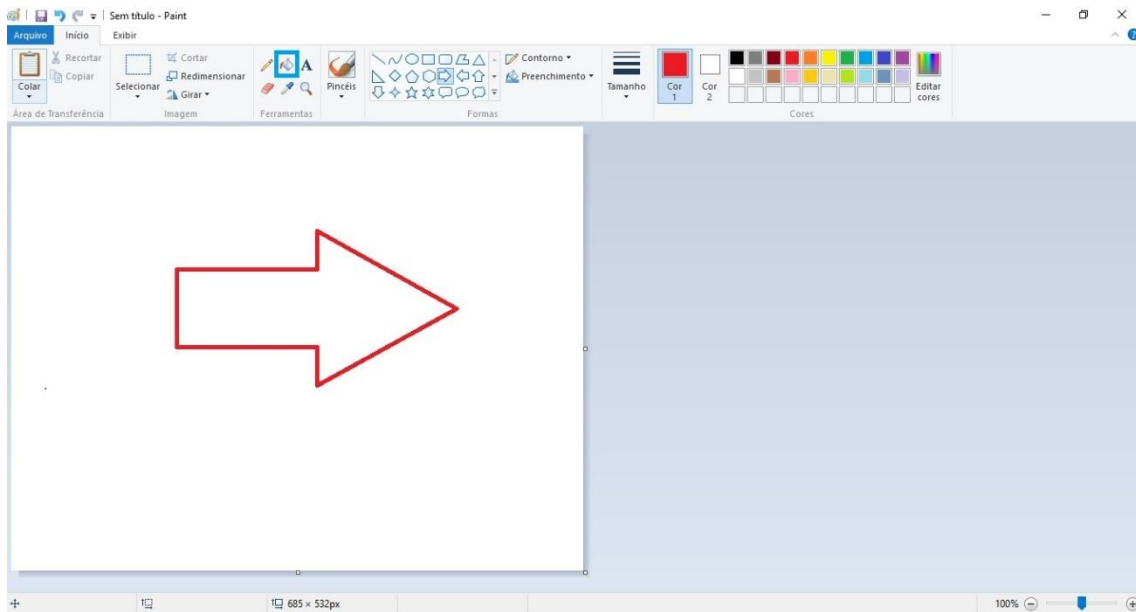 Sem título - Paint
Arquivo Início Exibir
Colar
Recortar
Copiar
Área de Transferência
Selecionar
Cortar
Redimensionar
Girar
Imagem
A
Ferramentas
Pincéis
Contorno
Preenchimento
Formas
Tamanho
Cor 1
Cor 2
Editar cores
Cores
685 × 532px
100%